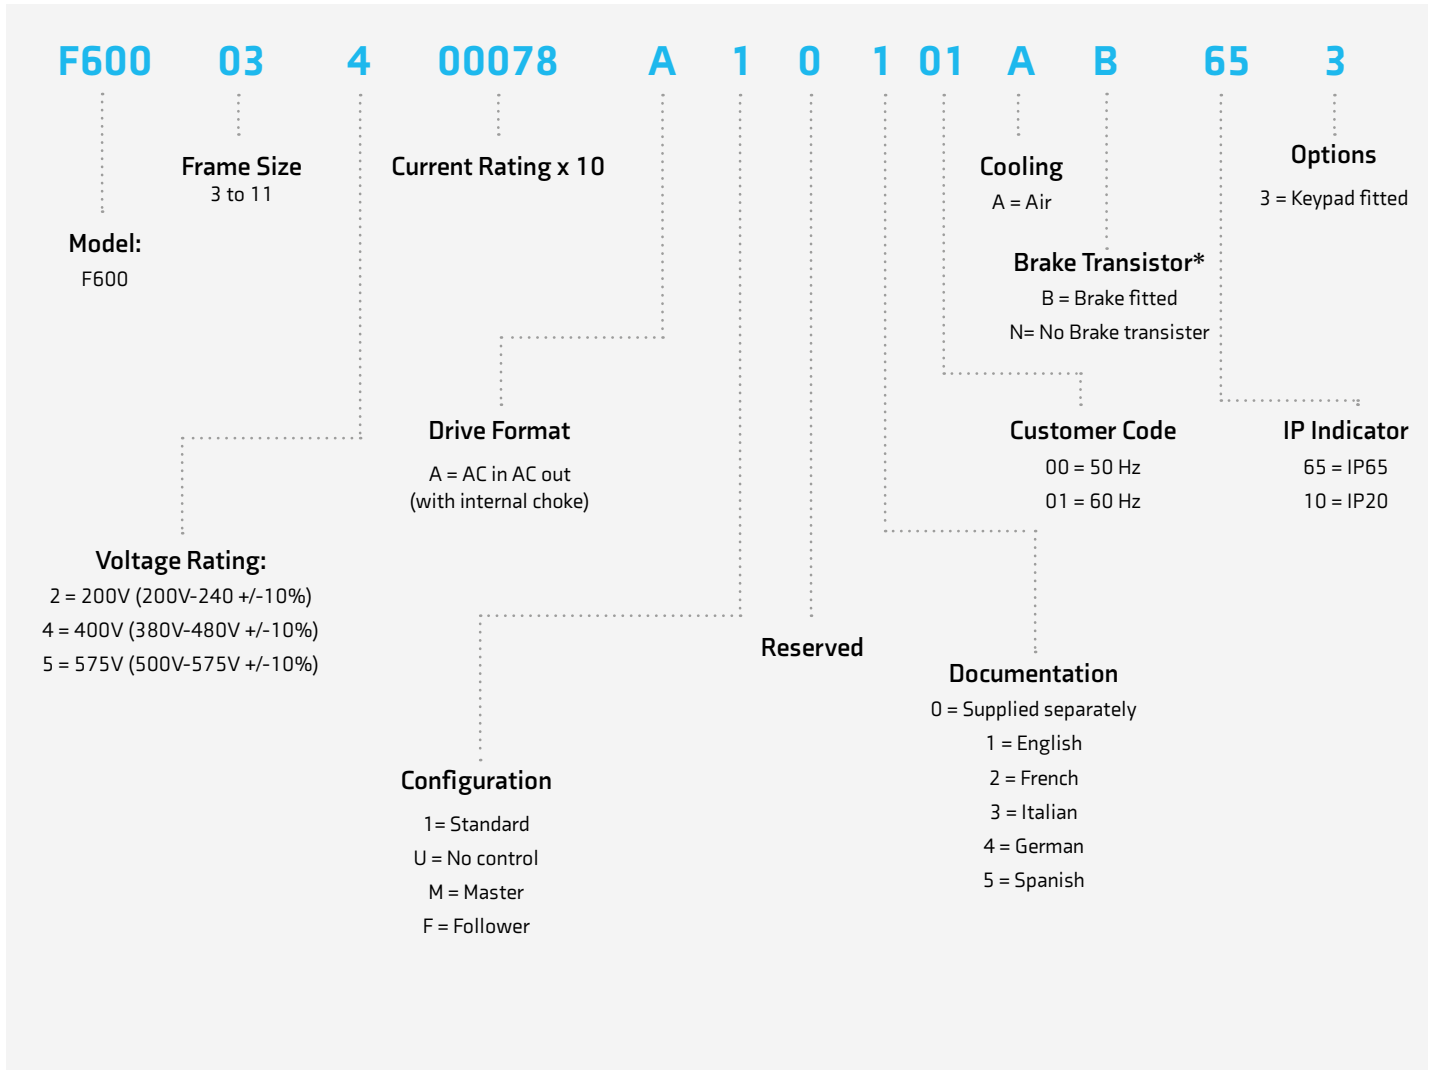 F600 03 4 00078 A 1 0 1 01 A B 65 3
Model:
F600
Frame Size
3 to 11
Voltage Rating:
2 = 200V (200V-240 +/-10%)
4 = 400V (380V-480V +/-10%)
5 = 575V (500V-575V +/-10%)
Current Rating x 10
Drive Format
A = AC in AC out
(with internal choke)
Configuration
1= Standard
U = No control
M = Master
F = Follower
Reserved
Documentation
0 = Supplied separately
1 = English
2 = French
3 = Italian
4 = German
5 = Spanish
Customer Code
00 = 50 Hz
01 = 60 Hz
Cooling
A = Air
Brake Transistor*
B = Brake fitted
N= No Brake transister
IP Indicator
65 = IP65
10 = IP20
Options
3 = Keypad fitted